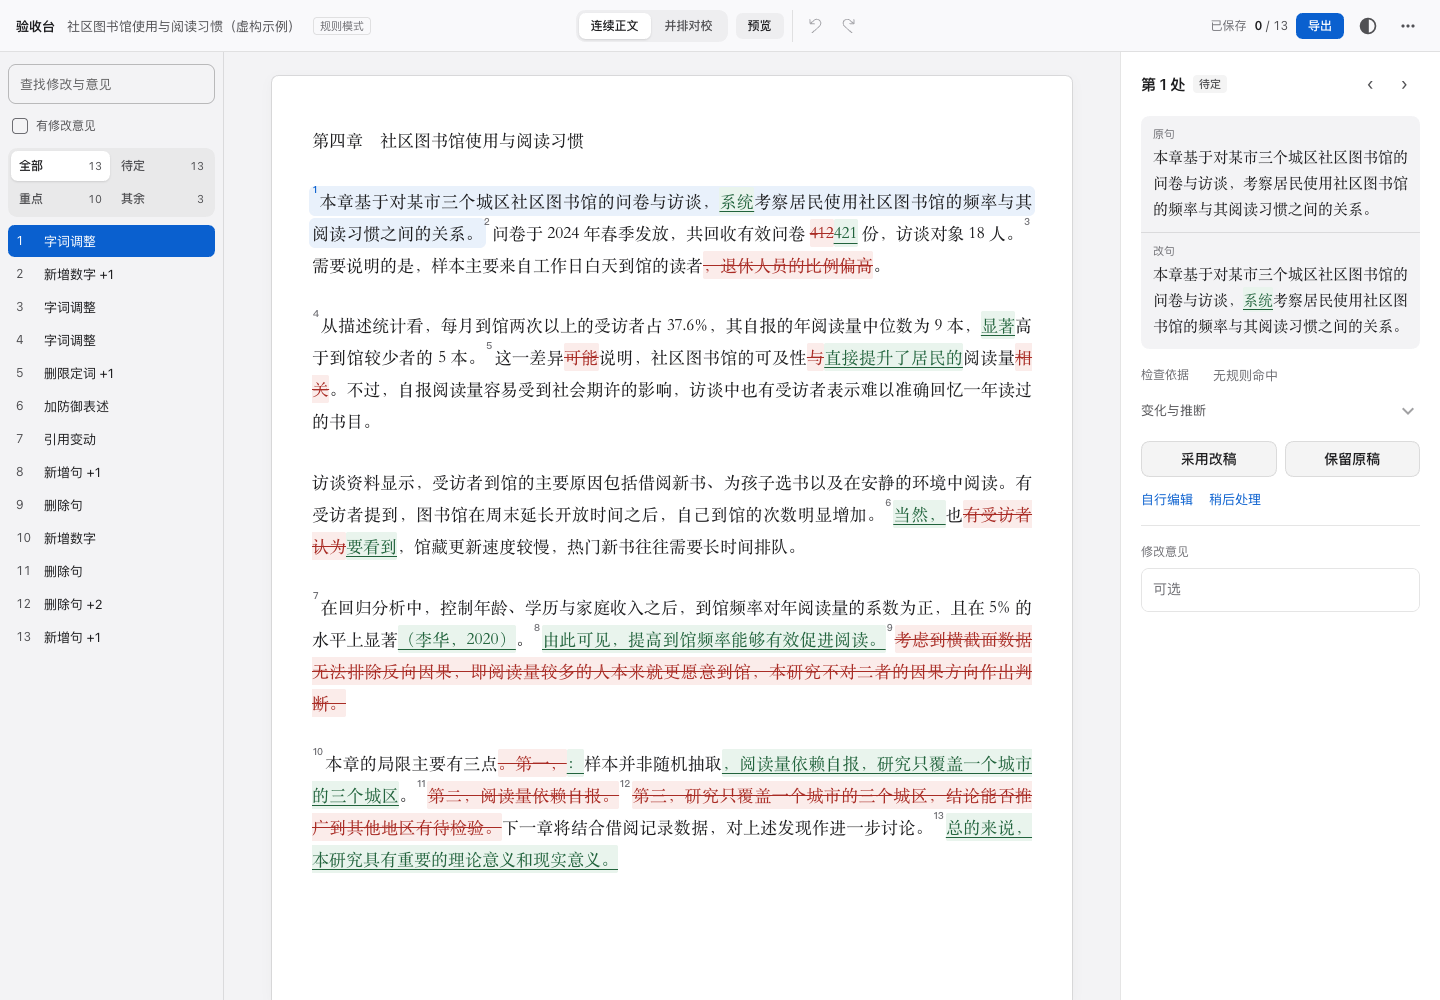 验收台 社区图书馆使用与阅读习惯（虚构示例） 规则模式 连续正文 并排对校 预览 已保存 0 / 13 导出
查找修改与意见
有修改意见
全部 13 待定 13
重点 10 其余 3
1 字词调整
2 新增数字 +1
3 字词调整
4 字词调整
5 删限定词 +1
6 加防御表述
7 引用变动
8 新增句 +1
9 删除句
10 新增数字
11 删除句
12 删除句 +2
13 新增句 +1
第四章 社区图书馆使用与阅读习惯
1 本章基于对某市三个城区社区图书馆的问卷与访谈，系统考察居民使用社区图书馆的频率与其
阅读习惯之间的关系。 2 问卷于 2024 年春季发放，共回收有效问卷 412421 份，访谈对象 18 人。 3
需要说明的是，样本主要来自工作日白天到馆的读者，退休人员的比例偏高。
4 从描述统计看，每月到馆两次以上的受访者占 37.6%，其自报的年阅读量中位数为 9 本，显著高
于到馆较少者的 5 本。 5 这一差异可能说明，社区图书馆的可及性与直接提升了居民的阅读量相
关。不过，自报阅读量容易受到社会期许的影响，访谈中也有受访者表示难以准确回忆一年读过
的书目。
访谈资料显示，受访者到馆的主要原因包括借阅新书、为孩子选书以及在安静的环境中阅读。有
受访者提到，图书馆在周末延长开放时间之后，自己到馆的次数明显增加。 6 当然，也有受访者
认为要看到，馆藏更新速度较慢，热门新书往往需要长时间排队。
7 在回归分析中，控制年龄、学历与家庭收入之后，到馆频率对年阅读量的系数为正，且在 5% 的
水平上显著（李华，2020）。 8 由此可见，提高到馆频率能够有效促进阅读。 9 考虑到横截面数据
无法排除反向因果，即阅读量较多的人本来就更愿意到馆，本研究不对二者的因果方向作出判
断。
10 本章的局限主要有三点。第一，：样本并非随机抽取，阅读量依赖自报，研究只覆盖一个城市
的三个城区。 11 第二，阅读量依赖自报。 12 第三，研究只覆盖一个城市的三个城区，结论能否推
广到其他地区有待检验。下一章将结合借阅记录数据，对上述发现作进一步讨论。 13 总的来说，
本研究具有重要的理论意义和现实意义。
第 1 处 待定 ‹ ›
原句
本章基于对某市三个城区社区图书馆的
问卷与访谈，考察居民使用社区图书馆
的频率与其阅读习惯之间的关系。
改句
本章基于对某市三个城区社区图书馆的
问卷与访谈，系统考察居民使用社区图
书馆的频率与其阅读习惯之间的关系。
检查依据 无规则命中
变化与推断
采用改稿 保留原稿
自行编辑 稍后处理
修改意见
可选